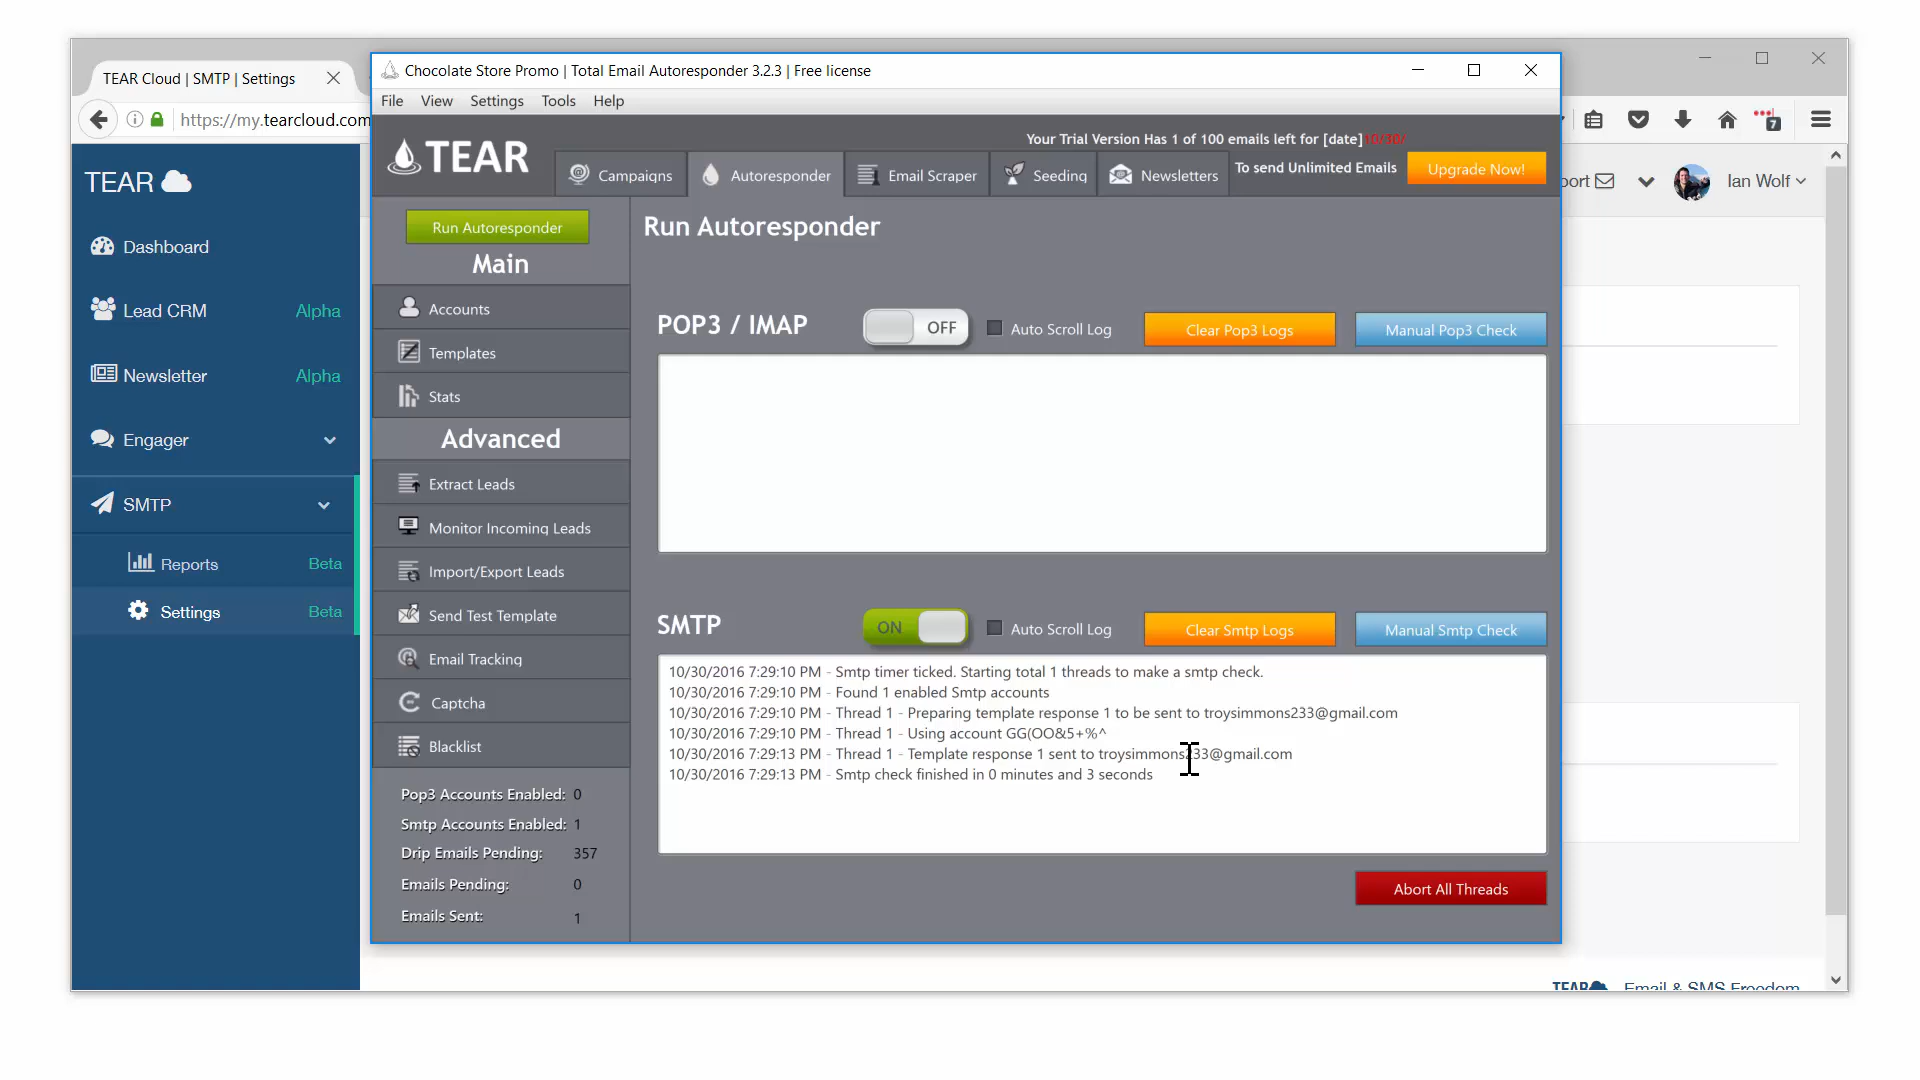 TEAR Cloud | SMTP | Settings
https://my.tearcloud.com
7
TEAR
Dashboard
Lead CRM Alpha
Newsletter Alpha
Engager
SMTP
Reports Beta
Settings Beta
Chocolate Store Promo | Total Email Autoresponder 3.2.3 | Free license
File View Settings Tools Help
TEAR
Your Trial Version Has 1 of 100 emails left for [date]10/30/
Campaigns
Autoresponder
Email Scraper
Seeding
Newsletters
To send Unlimited Emails
Upgrade Now!
port
Ian Wolf
Run Autoresponder
Main
Accounts
Templates
Stats
Advanced
Extract Leads
Monitor Incoming Leads
Import/Export Leads
Send Test Template
Email Tracking
Captcha
Blacklist
Pop3 Accounts Enabled: 0
Smtp Accounts Enabled: 1
Drip Emails Pending: 357
Emails Pending: 0
Emails Sent: 1
Run Autoresponder
POP3 / IMAP OFF Auto Scroll Log Clear Pop3 Logs Manual Pop3 Check
SMTP ON Auto Scroll Log Clear Smtp Logs Manual Smtp Check
10/30/2016 7:29:10 PM - Smtp timer ticked. Starting total 1 threads to make a smtp check.
10/30/2016 7:29:10 PM - Found 1 enabled Smtp accounts
10/30/2016 7:29:10 PM - Thread 1 - Preparing template response 1 to be sent to troysimmons233@gmail.com
10/30/2016 7:29:10 PM - Thread 1 - Using account GG(OO&5+%^
10/30/2016 7:29:13 PM - Thread 1 - Template response 1 sent to troysimmons233@gmail.com
10/30/2016 7:29:13 PM - Smtp check finished in 0 minutes and 3 seconds
Abort All Threads
TEAR Email & SMS Freedom